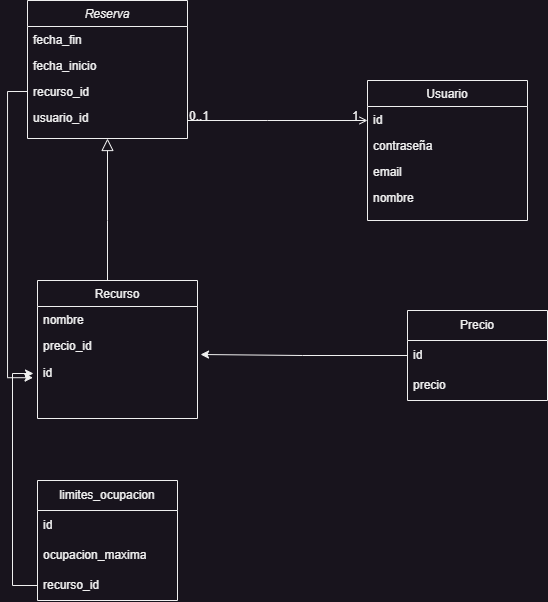 Reserva
fecha_fin
fecha_inicio
recurso_id
usuario_id
0..1
1
Usuario
id
contraseña
email
nombre
Recurso
nombre
precio_id
id
Precio
id
precio
limites_ocupacion
id
ocupacion_maxima
recurso_id